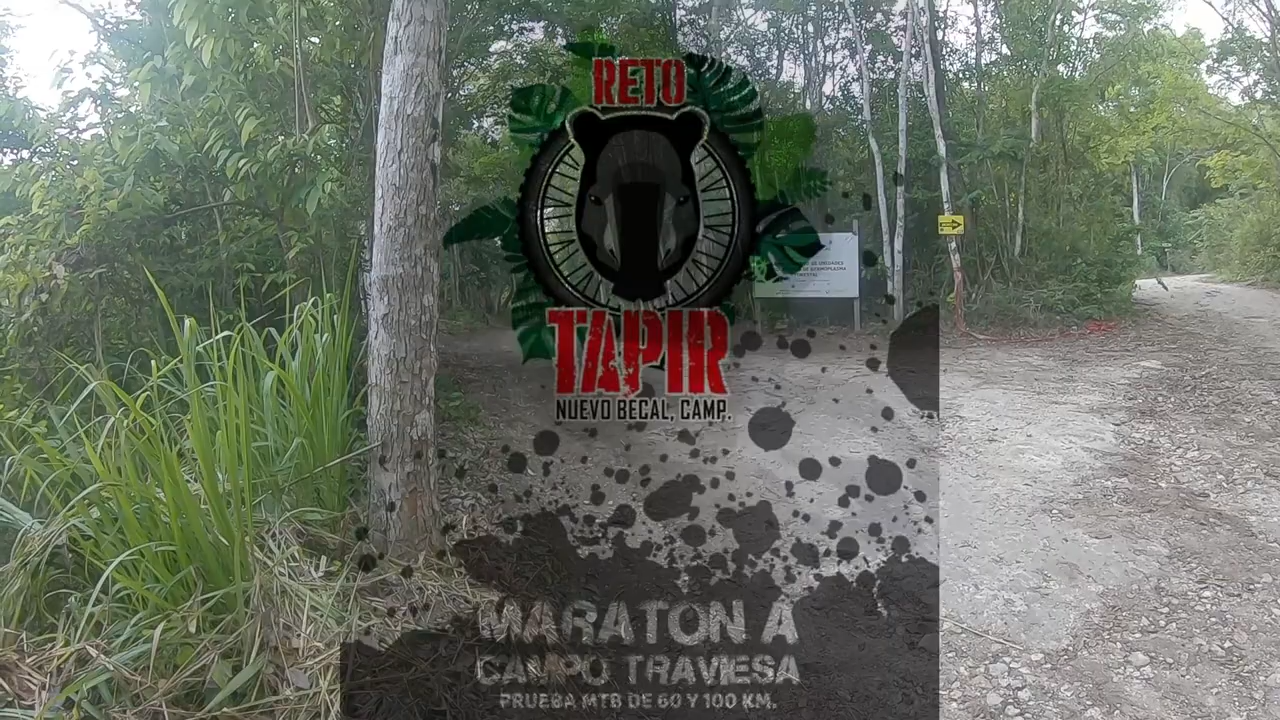 RETO
TAPIR
NUEVO BECAL, CAMP.
MARATON A
CAMPO TRAVIESA
PRUEBA MTB DE 60 Y 100 KM.